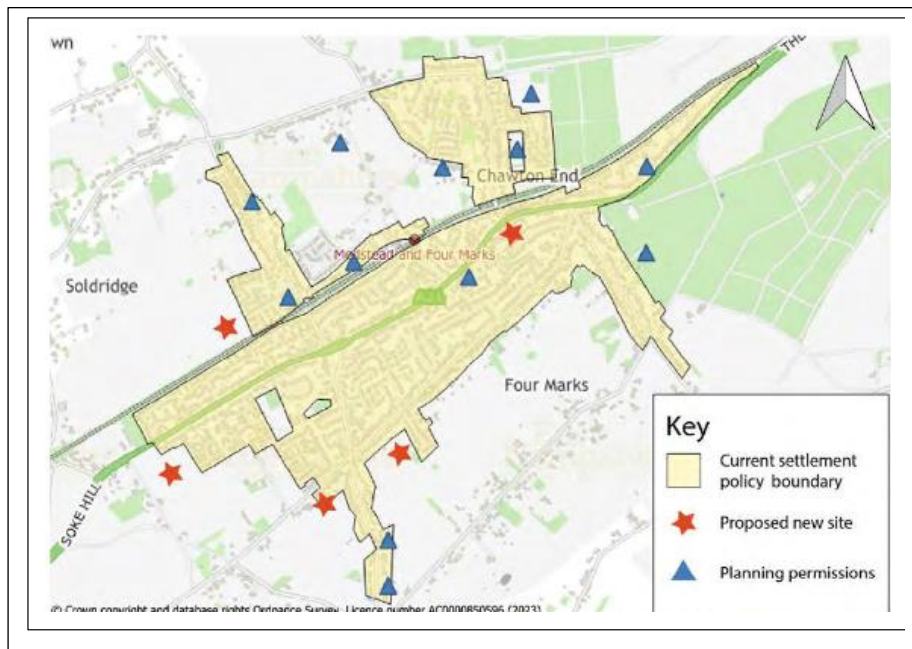 wn
THE
Chawton End
Medstead and Four Marks
Soldridge
Four Marks
SOKE HILL
Key
Current settlement
policy boundary
Proposed new site
Planning permissions
© Crown copyright and database rights Ordnance Survey, Licence number AC0000850596 (2023)